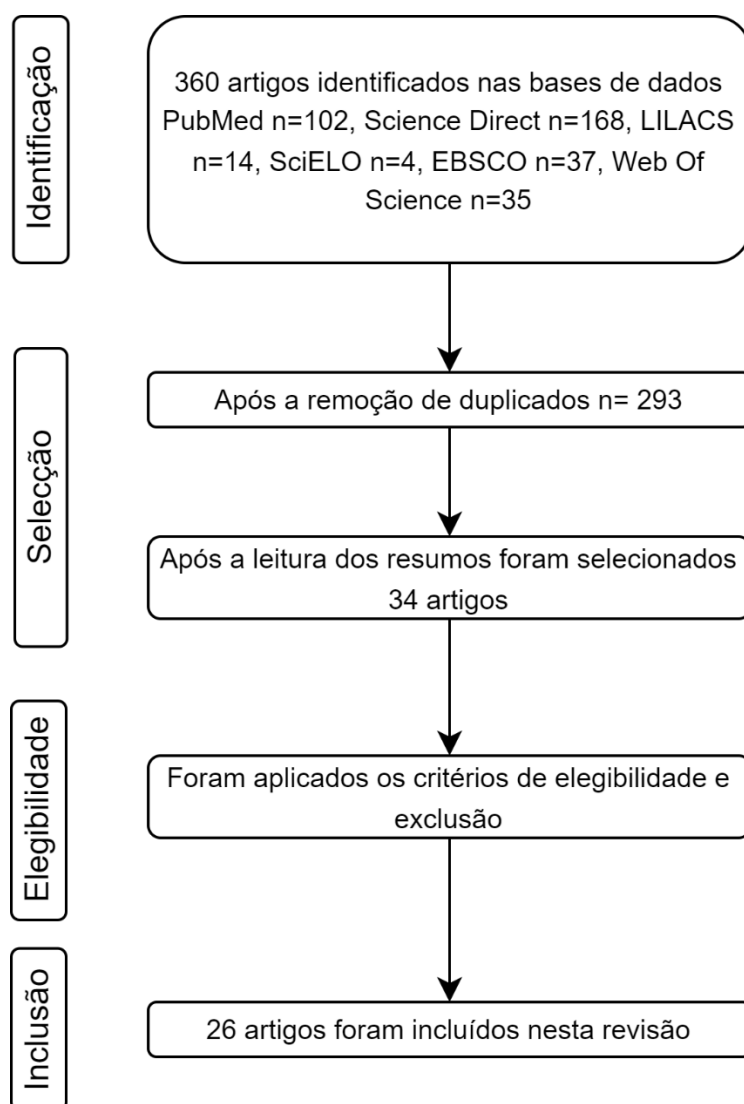 Identificação
360 artigos identificados nas bases de dados
PubMed n=102, Science Direct n=168, LILACS
n=14, SciELO n=4, EBSCO n=37, Web Of
Science n=35
Selecção
Após a remoção de duplicados n= 293
Após a leitura dos resumos foram selecionados
34 artigos
Elegibilidade
Foram aplicados os critérios de elegibilidade e
exclusão
Inclusão
26 artigos foram incluídos nesta revisão